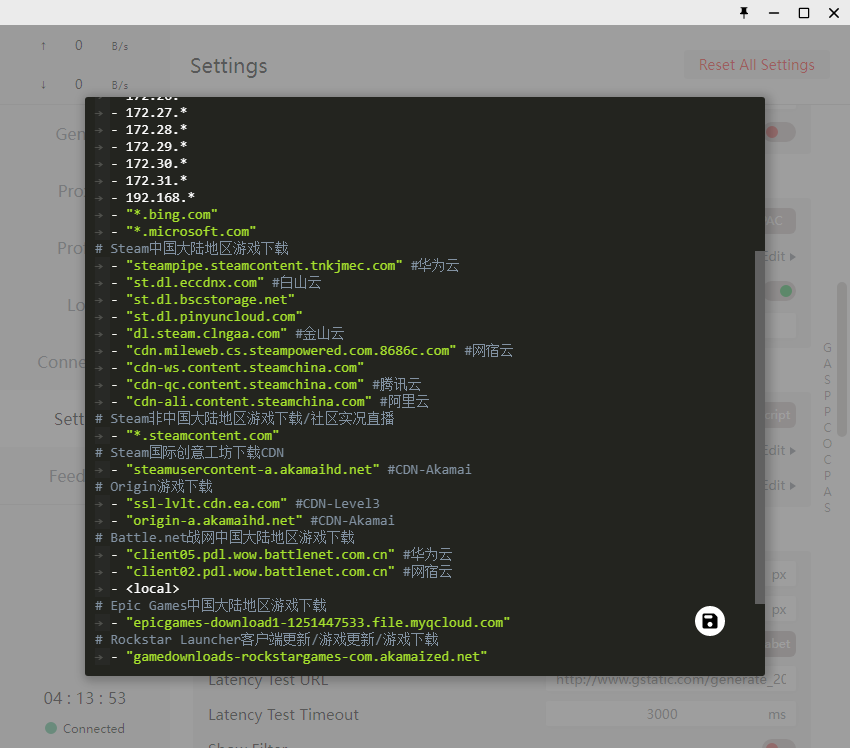 ↑ 0 B/s
↓ 0 B/s
Settings
Reset All Settings
- 172.27.*
- 172.28.*
- 172.29.*
- 172.30.*
- 172.31.*
- 192.168.*
- "*.bing.com"
- "*.microsoft.com"
# Steam中国大陆地区游戏下载
- "steampipe.steamcontent.tnkjmec.com" #华为云
- "st.dl.eccdnx.com" #白山云
- "st.dl.bscstorage.net"
- "st.dl.pinyuncloud.com"
- "dl.steam.clngaa.com" #金山云
- "cdn.mileweb.cs.steampowered.com.8686c.com" #网宿云
- "cdn-ws.content.steamchina.com"
- "cdn-qc.content.steamchina.com" #腾讯云
- "cdn-ali.content.steamchina.com" #阿里云
# Steam非中国大陆地区游戏下载/社区实况直播
- "*.steamcontent.com"
# Steam国际创意工坊下载CDN
- "steamusercontent-a.akamaihd.net" #CDN-Akamai
# Origin游戏下载
- "ssl-lvlt.cdn.ea.com" #CDN-Level3
- "origin-a.akamaihd.net" #CDN-Akamai
# Battle.net战网中国大陆地区游戏下载
- "client05.pdl.wow.battlenet.com.cn" #华为云
- "client02.pdl.wow.battlenet.com.cn" #网宿云
- <local>
# Epic Games中国大陆地区游戏下载
- "epicgames-download1-1251447533.file.myqcloud.com"
# Rockstar Launcher客户端更新/游戏更新/游戏下载
- "gamedownloads-rockstargames-com.akamaized.net"
Gen
Pro
Pro
Lo
Conne
Sett
Feed
04 : 13 : 53
Connected
AC
Edit
ript
Edit
Edit
px
px
abet
G
A
S
P
P
C
O
C
P
A
S
Latency Test URL
http://www.gstatic.com/generate_20
Latency Test Timeout
3000 ms